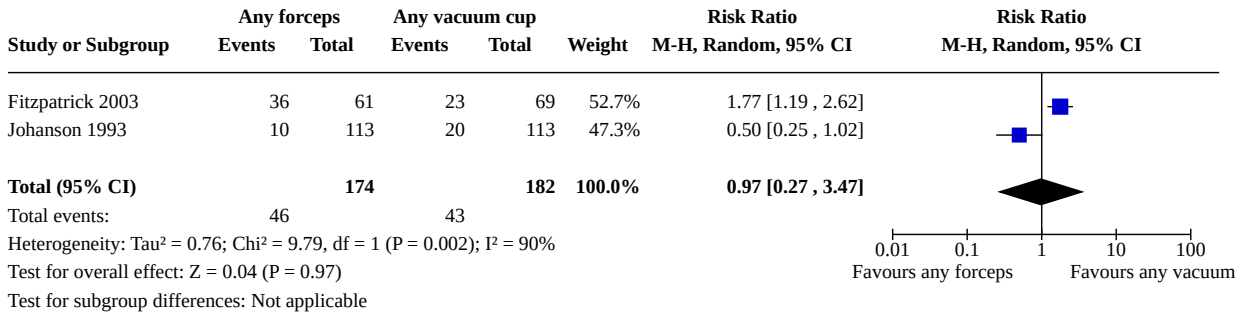 Any forceps Any vacuum cup Risk Ratio Risk Ratio
Study or Subgroup Events Total Events Total Weight M-H, Random, 95% CI M-H, Random, 95% CI
Fitzpatrick 2003 36 61 23 69 52.7% 1.77 [1.19 , 2.62]
Johanson 1993 10 113 20 113 47.3% 0.50 [0.25 , 1.02]
Total (95% CI) 174 182 100.0% 0.97 [0.27 , 3.47]
Total events: 46 43
Heterogeneity: Tau² = 0.76; Chi² = 9.79, df = 1 (P = 0.002); I² = 90%
0.01 0.1 1 10 100
Test for overall effect: Z = 0.04 (P = 0.97) Favours any forceps Favours any vacuum
Test for subgroup differences: Not applicable